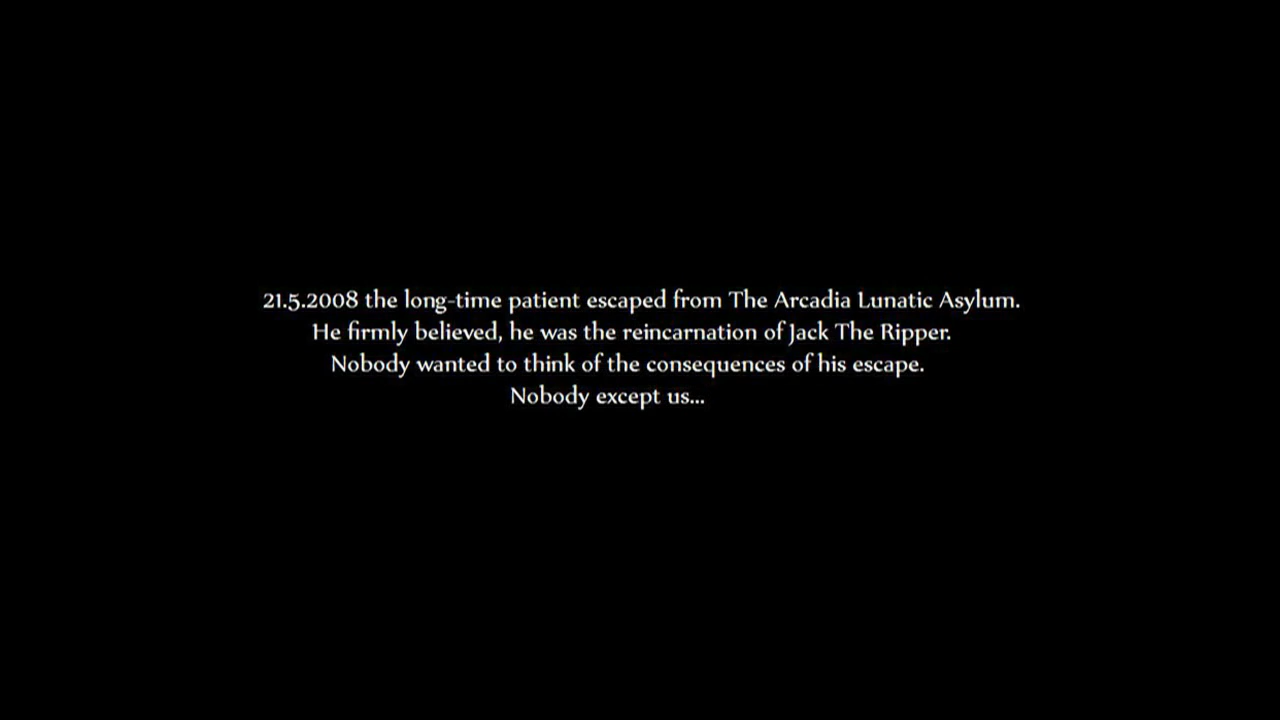 21.5.2008 the long-time patient escaped from The Arcadia Lunatic Asylum.
He firmly believed, he was the reincarnation of Jack The Ripper.
Nobody wanted to think of the consequences of his escape.
Nobody except us...